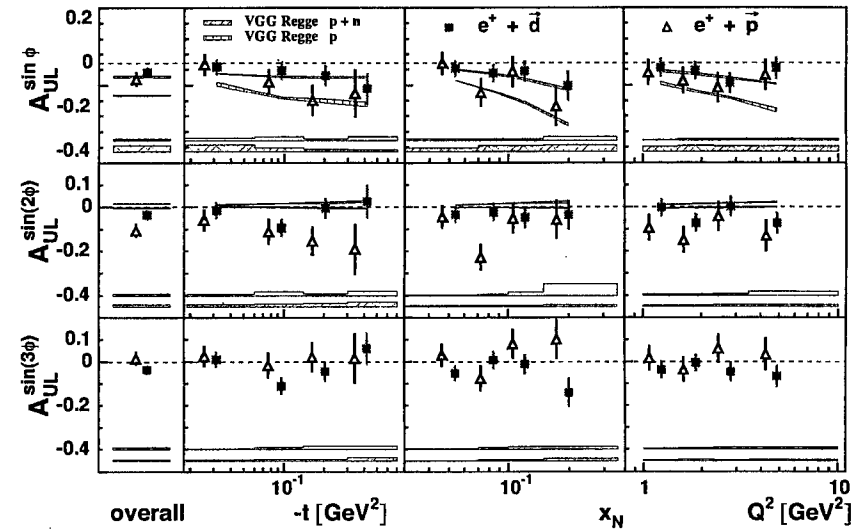 VGG Regge p + n
VGG Regge p
e⁺ + d⃗
e⁺ + p⃗
A_UL^sin ϕ
0.2
0
-0.2
-0.4
A_UL^sin(2ϕ)
0.1
0
-0.2
-0.4
A_UL^sin(3ϕ)
0.1
0
-0.2
-0.4
10⁻¹
10⁻¹
1
10
overall
-t [GeV²]
x_N
Q² [GeV²]